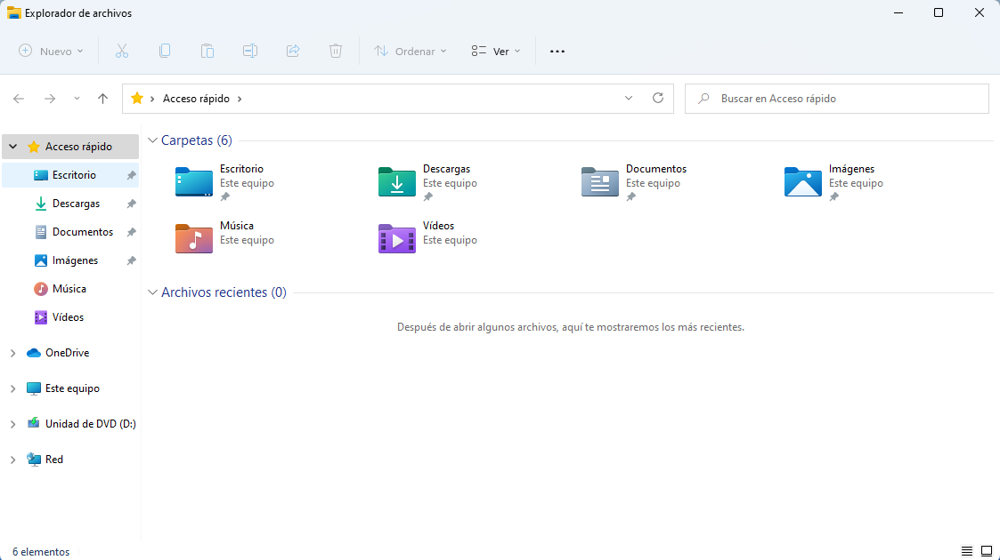 Explorador de archivos
Nuevo
Ordenar
Ver
Acceso rápido
Buscar en Acceso rápido
Acceso rápido
Escritorio
Descargas
Documentos
Imágenes
Música
Vídeos
OneDrive
Este equipo
Unidad de DVD (D:)
Red
Carpetas (6)
Escritorio
Este equipo
Descargas
Este equipo
Documentos
Este equipo
Imágenes
Este equipo
Música
Este equipo
Vídeos
Este equipo
Archivos recientes (0)
Después de abrir algunos archivos, aquí te mostraremos los más recientes.
6 elementos